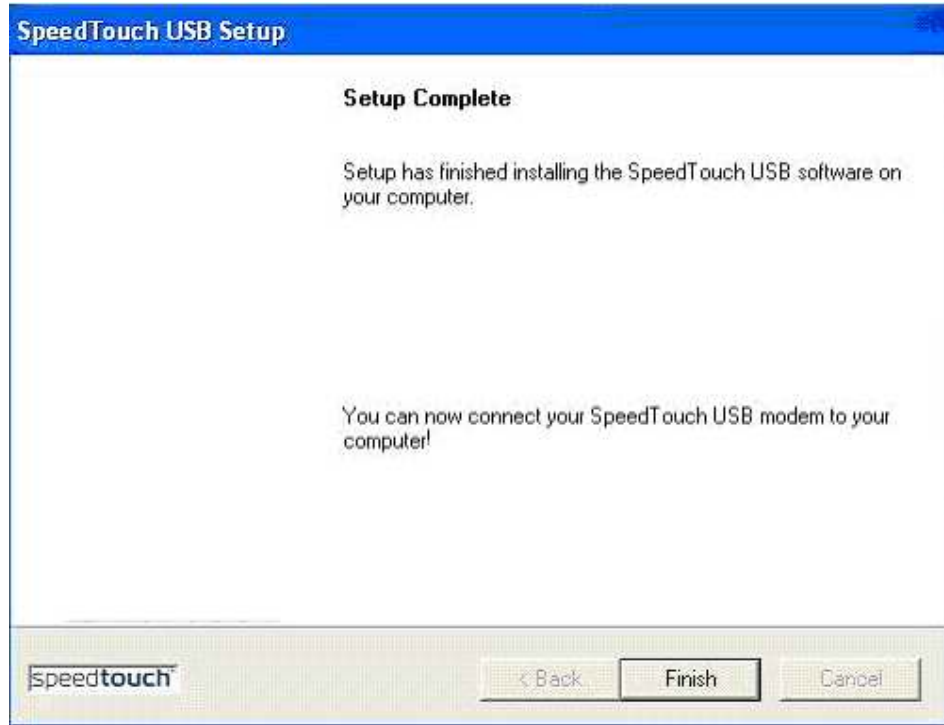 SpeedTouch USB Setup
Setup Complete
Setup has finished installing the SpeedTouch USB software on
your computer.
You can now connect your SpeedTouch USB modem to your
computer!
speedtouch™
< Back Finish Cancel